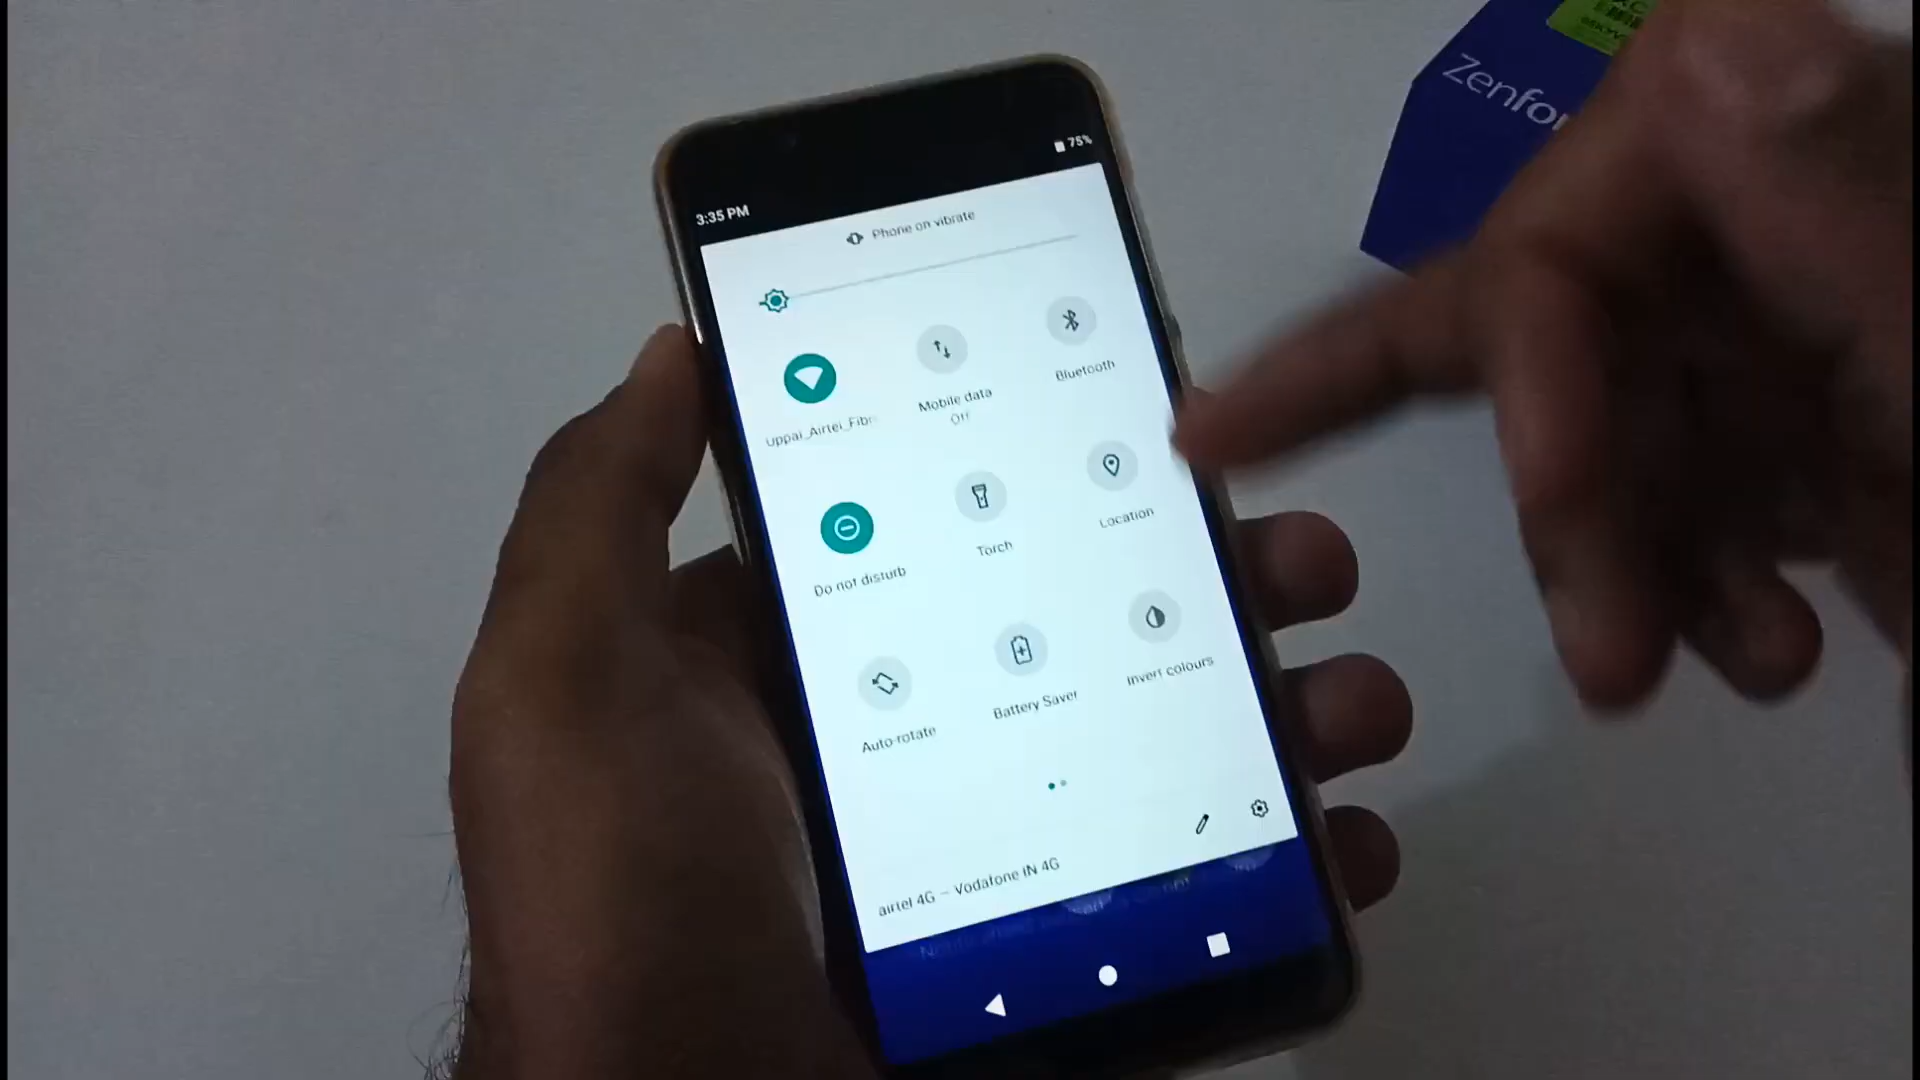 Zenfo
75%
3:35 PM
Phone on vibrate
Uppal_Airtel_Fibr
Mobile data
Off
Bluetooth
Do not disturb
Torch
Location
Auto-rotate
Battery Saver
Invert colours
airtel 4G — Vodafone IN 4G